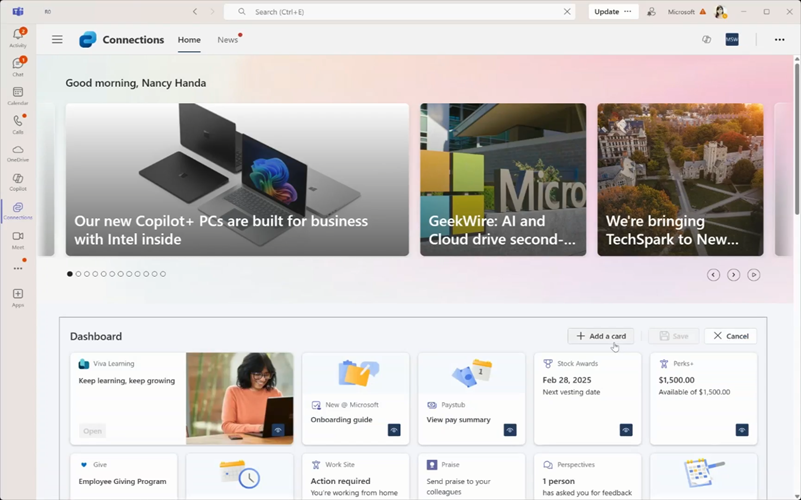 Search (Ctrl+E)
Update
Microsoft
Activity
Chat
Calendar
Calls
OneDrive
Copilot
Connections
Meet
Apps
Connections
Home
News
MSW
Good morning, Nancy Handa
Our new Copilot+ PCs are built for business
with Intel inside
GeekWire: AI and
Cloud drive second-...
Micro
We're bringing
TechSpark to New...
Dashboard
Add a card
Save
Cancel
Viva Learning
Keep learning, keep growing
Open
New @ Microsoft
Onboarding guide
1
Paystub
View pay summary
Stock Awards
Feb 28, 2025
Next vesting date
Perks+
$1,500.00
Available of $1,500.00
Give
Employee Giving Program
Work Site
Action required
You're working from home
Praise
Send praise to your
colleagues
Perspectives
1 person
has asked you for feedback